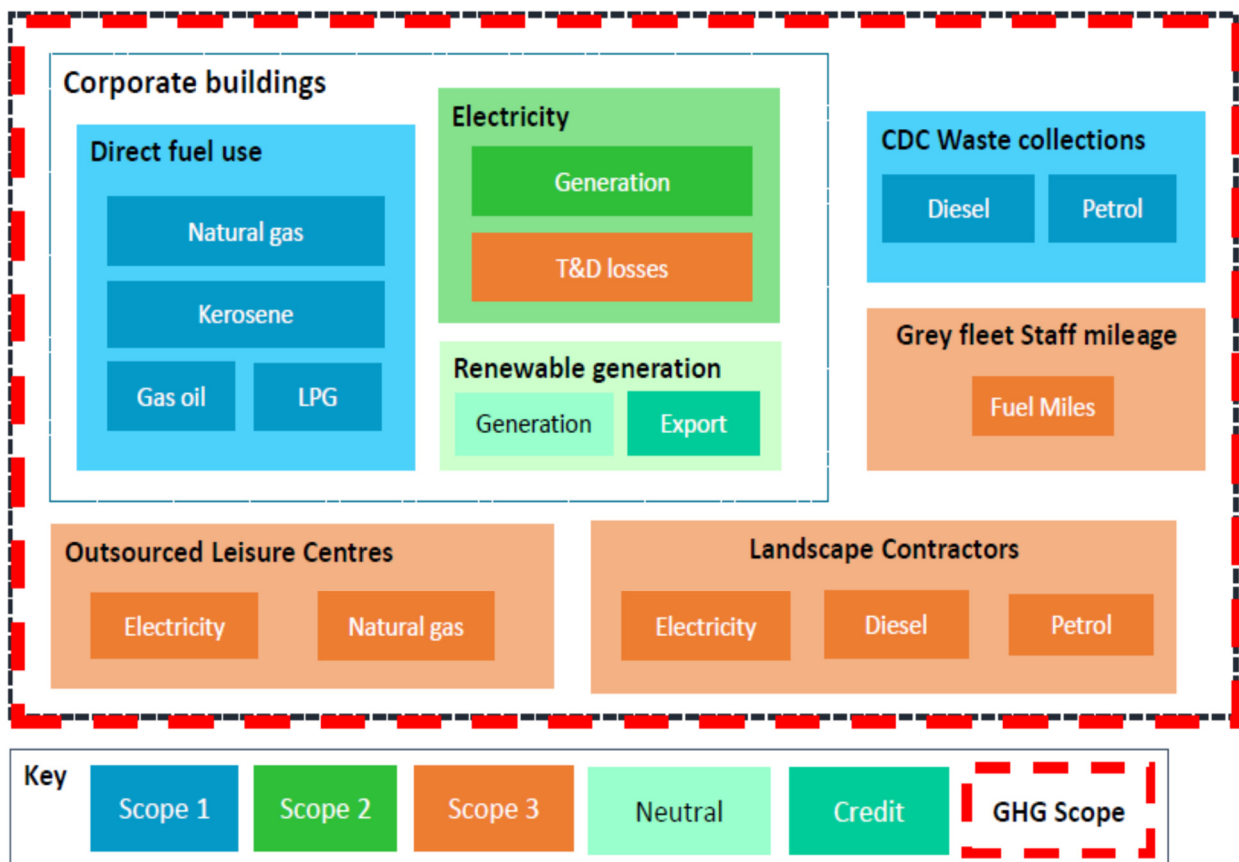 Corporate buildings
Direct fuel use
Natural gas
Kerosene
Gas oil
LPG
Electricity
Generation
T&D losses
Renewable generation
Generation
Export
CDC Waste collections
Diesel
Petrol
Grey fleet Staff mileage
Fuel Miles
Outsourced Leisure Centres
Electricity
Natural gas
Landscape Contractors
Electricity
Diesel
Petrol
Key
Scope 1
Scope 2
Scope 3
Neutral
Credit
GHG Scope